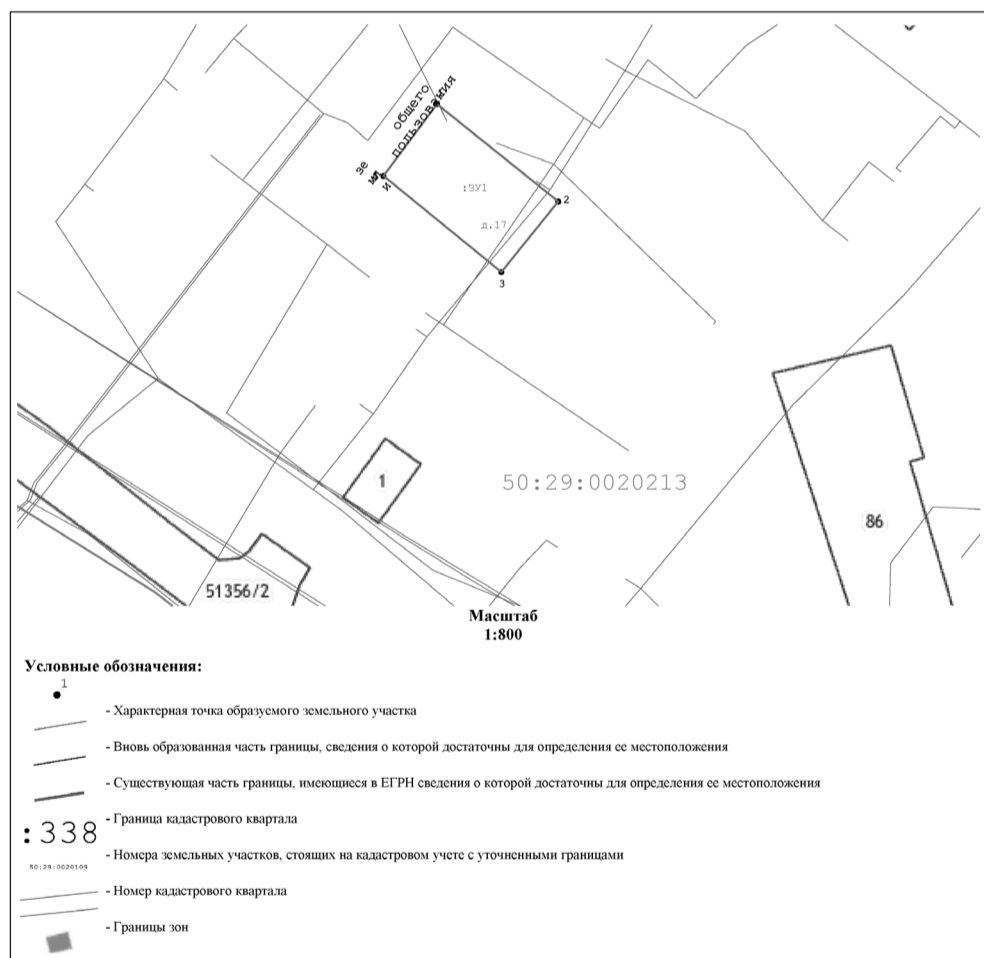 общего
пользования
зе
и
:ЗУ1
2
д.17
3
1
50:29:0020213
86
51356/2
Масштаб
1:800
Условные обозначения:
1
- Характерная точка образуемого земельного участка
- Вновь образованная часть границы, сведения о которой достаточны для определения ее местоположения
- Существующая часть границы, имеющиеся в ЕГРН сведения о которой достаточны для определения ее местоположения
- Граница кадастрового квартала
:338
- Номера земельных участков, стоящих на кадастровом учете с уточненными границами
50:29:0020109
- Номер кадастрового квартала
- Границы зон